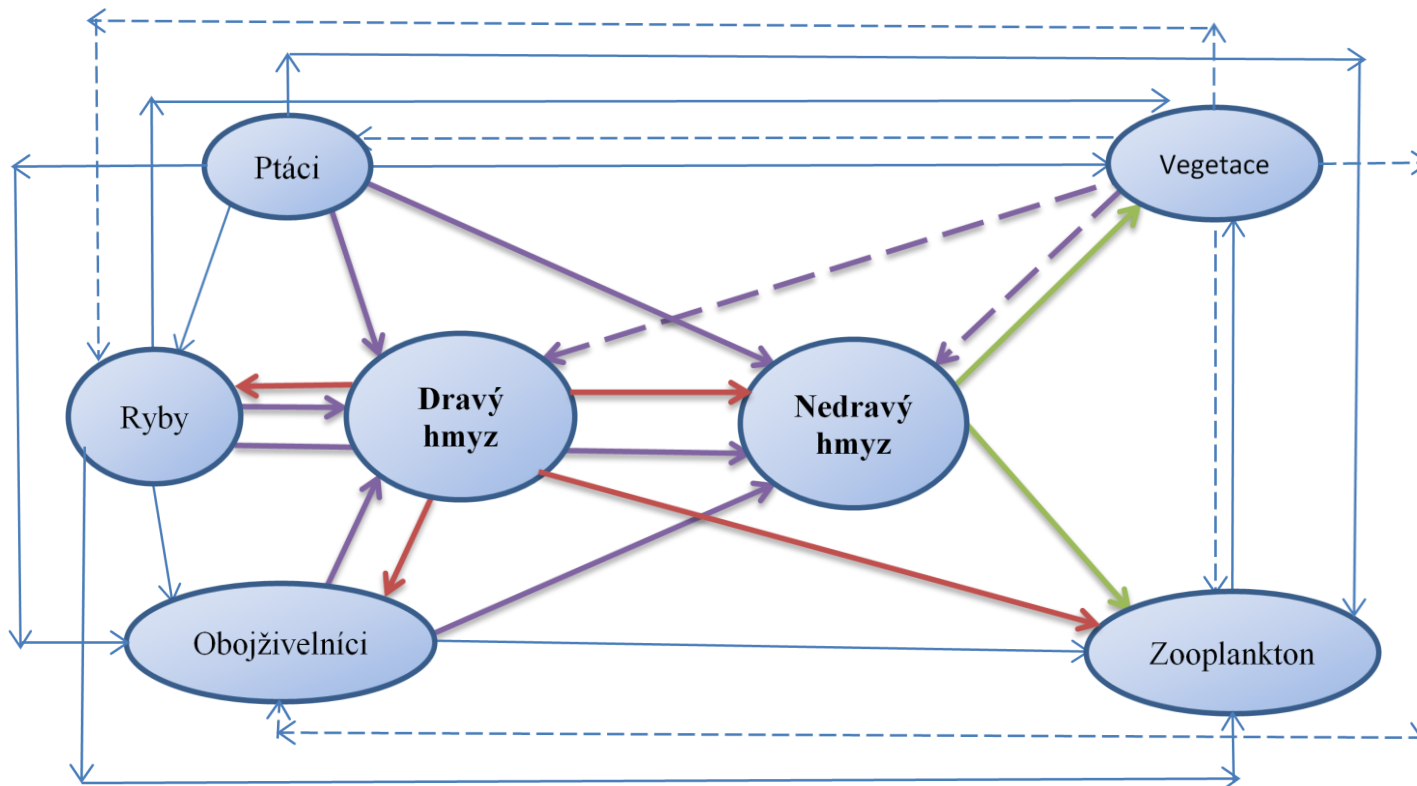 Ptáci
Vegetace
Ryby
Dravý
hmyz
Nedravý
hmyz
Obojživelníci
Zooplankton